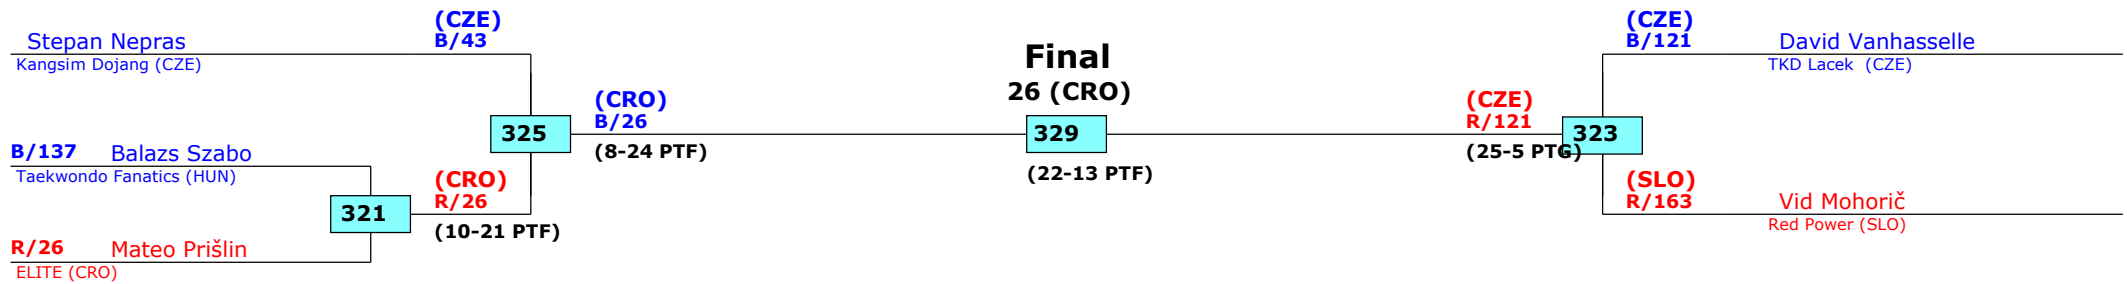 (CZE)
B/43
Stepan Nepras
Kangsim Dojang (CZE)
B/137 Balazs Szabo
Taekwondo Fanatics (HUN)
321
R/26 Mateo Prišlin
ELITE (CRO)
(CRO)
R/26
(10-21 PTF)
325
(CRO)
B/26
(8-24 PTF)
Final
26 (CRO)
329
(22-13 PTF)
(CZE)
R/121
(25-5 PTG)
323
(CZE)
B/121
David Vanhasselle
TKD Lacek (CZE)
(SLO)
R/163
Vid Mohorič
Red Power (SLO)